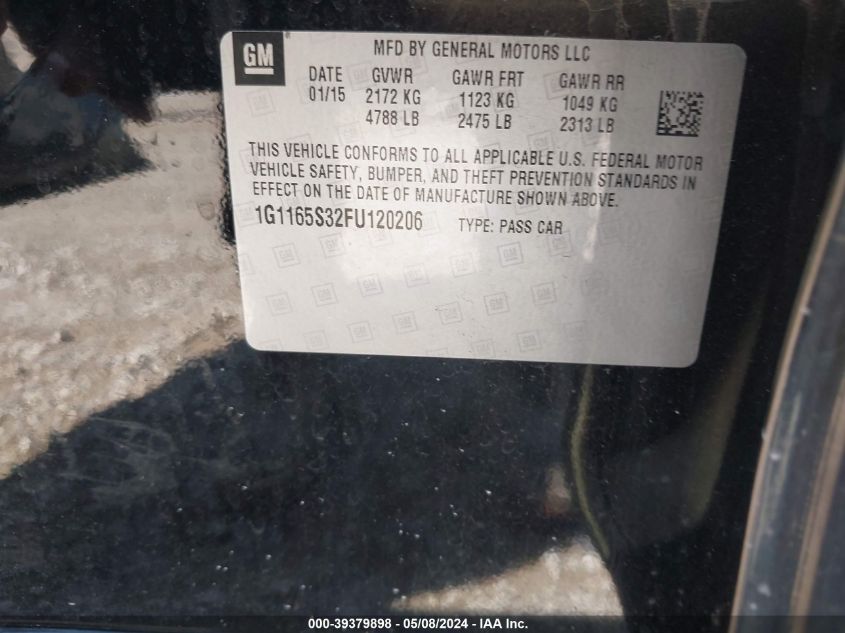 GM ® MFD BY GENERAL MOTORS LLC
DATE GVWR GAWR FRT GAWR RR
01/15 2172 KG 1123 KG 1049 KG
4788 LB 2475 LB 2313 LB
THIS VEHICLE CONFORMS TO ALL APPLICABLE U.S. FEDERAL MOTOR
VEHICLE SAFETY, BUMPER, AND THEFT PREVENTION STANDARDS IN
EFFECT ON THE DATE OF MANUFACTURE SHOWN ABOVE.
1G1165S32FU120206 TYPE: PASS CAR
000-39379898 - 05/08/2024 - IAA Inc.